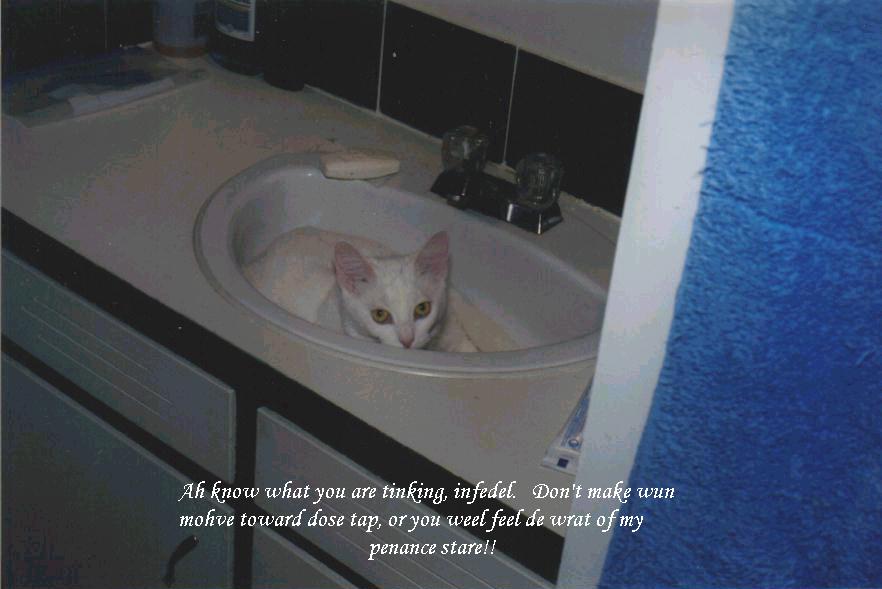 Ah know what you are tinking, infedel. Don't make wun
mohve toward dose tap, or you weel feel de wrat of my
penance stare!!